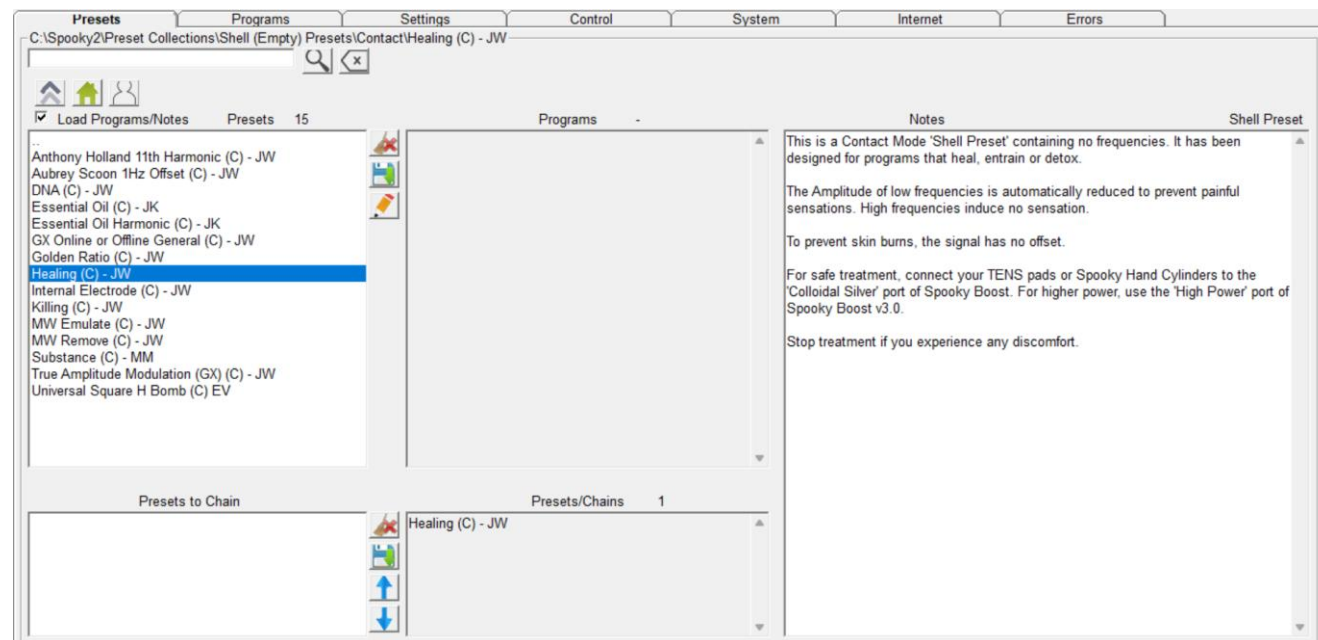 Presets Programs Settings Control System Internet Errors
C:\Spooky2\Preset Collections\Shell (Empty) Presets\Contact\Healing (C) - JW
Load Programs/Notes Presets 15 Programs - Notes Shell Preset
..
Anthony Holland 11th Harmonic (C) - JW
Aubrey Scoon 1Hz Offset (C) - JW
DNA (C) - JW
Essential Oil (C) - JK
Essential Oil Harmonic (C) - JK
GX Online or Offline General (C) - JW
Golden Ratio (C) - JW
Healing (C) - JW
Internal Electrode (C) - JW
Killing (C) - JW
MW Emulate (C) - JW
MW Remove (C) - JW
Substance (C) - MM
True Amplitude Modulation (GX) (C) - JW
Universal Square H Bomb (C) EV
This is a Contact Mode 'Shell Preset' containing no frequencies. It has been
designed for programs that heal, entrain or detox.
The Amplitude of low frequencies is automatically reduced to prevent painful
sensations. High frequencies induce no sensation.
To prevent skin burns, the signal has no offset.
For safe treatment, connect your TENS pads or Spooky Hand Cylinders to the
'Colloidal Silver' port of Spooky Boost. For higher power, use the 'High Power' port of
Spooky Boost v3.0.
Stop treatment if you experience any discomfort.
Presets to Chain Presets/Chains 1
Healing (C) - JW